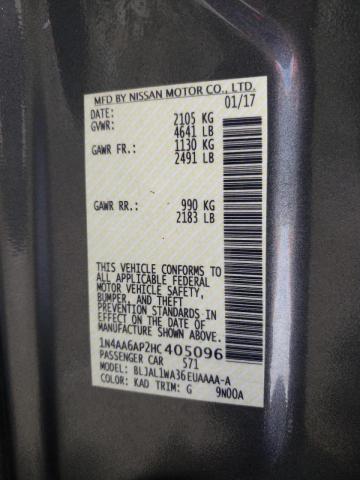 MFD BY NISSAN MOTOR CO., LTD.
DATE: 01/17
GVWR: 2105 KG
4641 LB
GAWR FR.: 1130 KG
2491 LB
GAWR RR.: 990 KG
2183 LB
THIS VEHICLE CONFORMS TO
ALL APPLICABLE FEDERAL
MOTOR VEHICLE SAFETY,
BUMPER, AND THEFT
PREVENTION STANDARDS IN
EFFECT ON THE DATE OF
MANUFACTURE SHOWN ABOVE.
1N4AA6AP2HC405096
PASSENGER CAR S71
MODEL: BLJAL1WA36EUAAAA-A
COLOR: KAD TRIM: G 9N00A